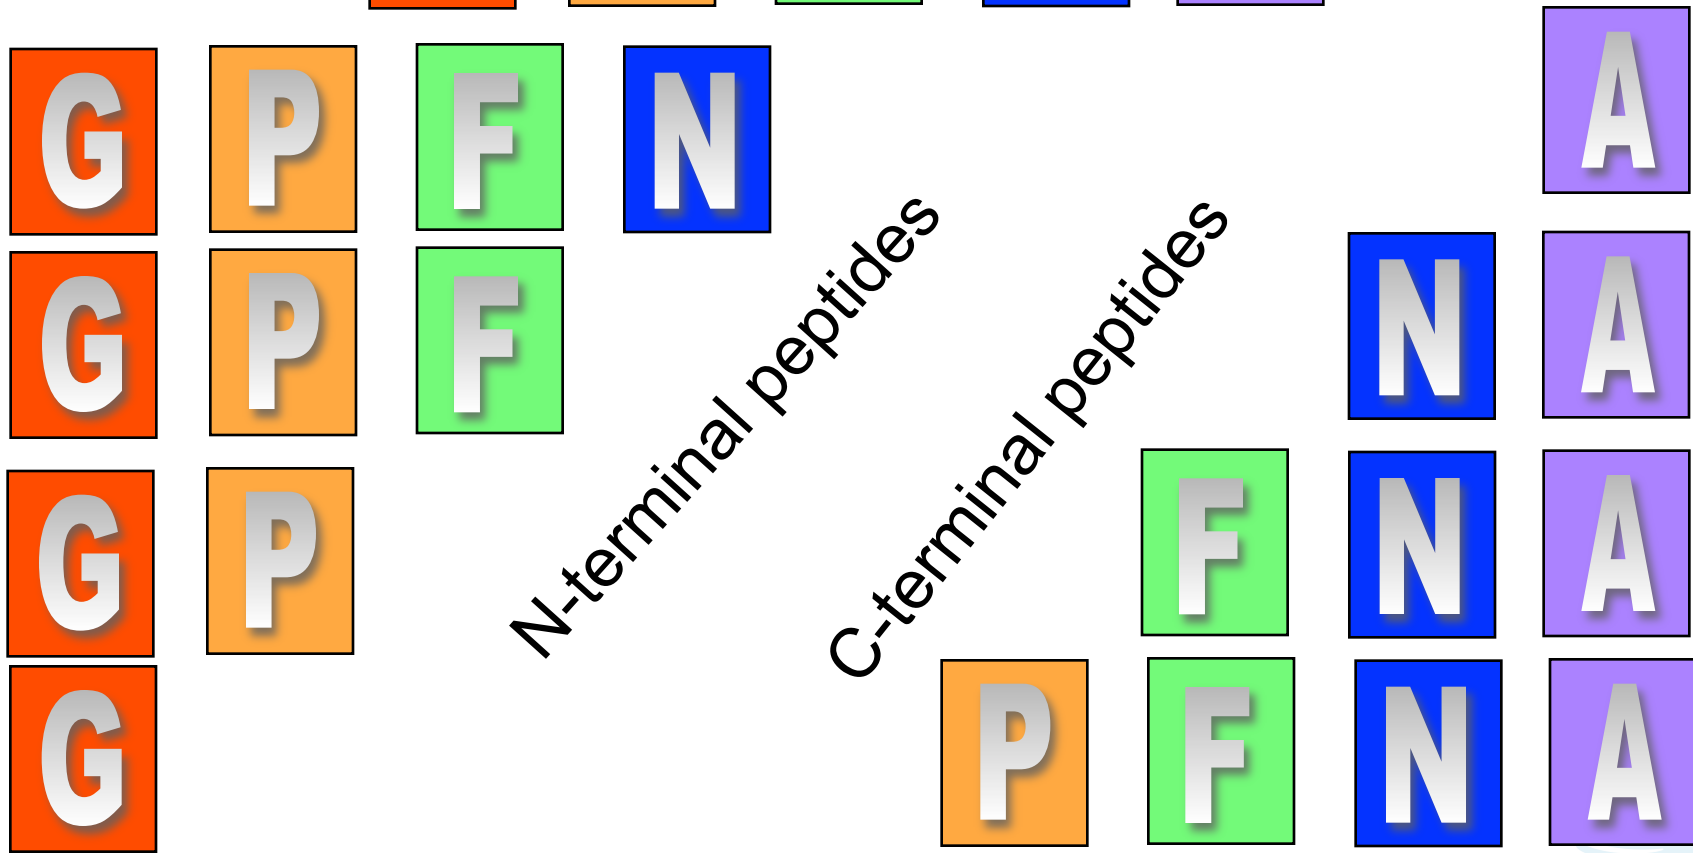 G P F N A
G P F N A
G P F N A
G P F N A
N-terminal peptides
C-terminal peptides